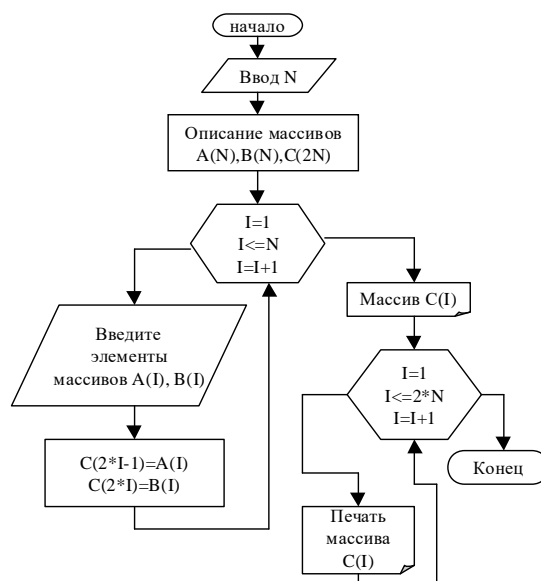 начало
Ввод N
Описание массивов
A(N),B(N),C(2N)
I=1
I<=N
I=I+1
Массив C(I)
Введите
элементы
массивов A(I), B(I)
I=1
I<=2*N
I=I+1
C(2*I-1)=A(I)
C(2*I)=B(I)
Конец
Печать
массива
C(I)